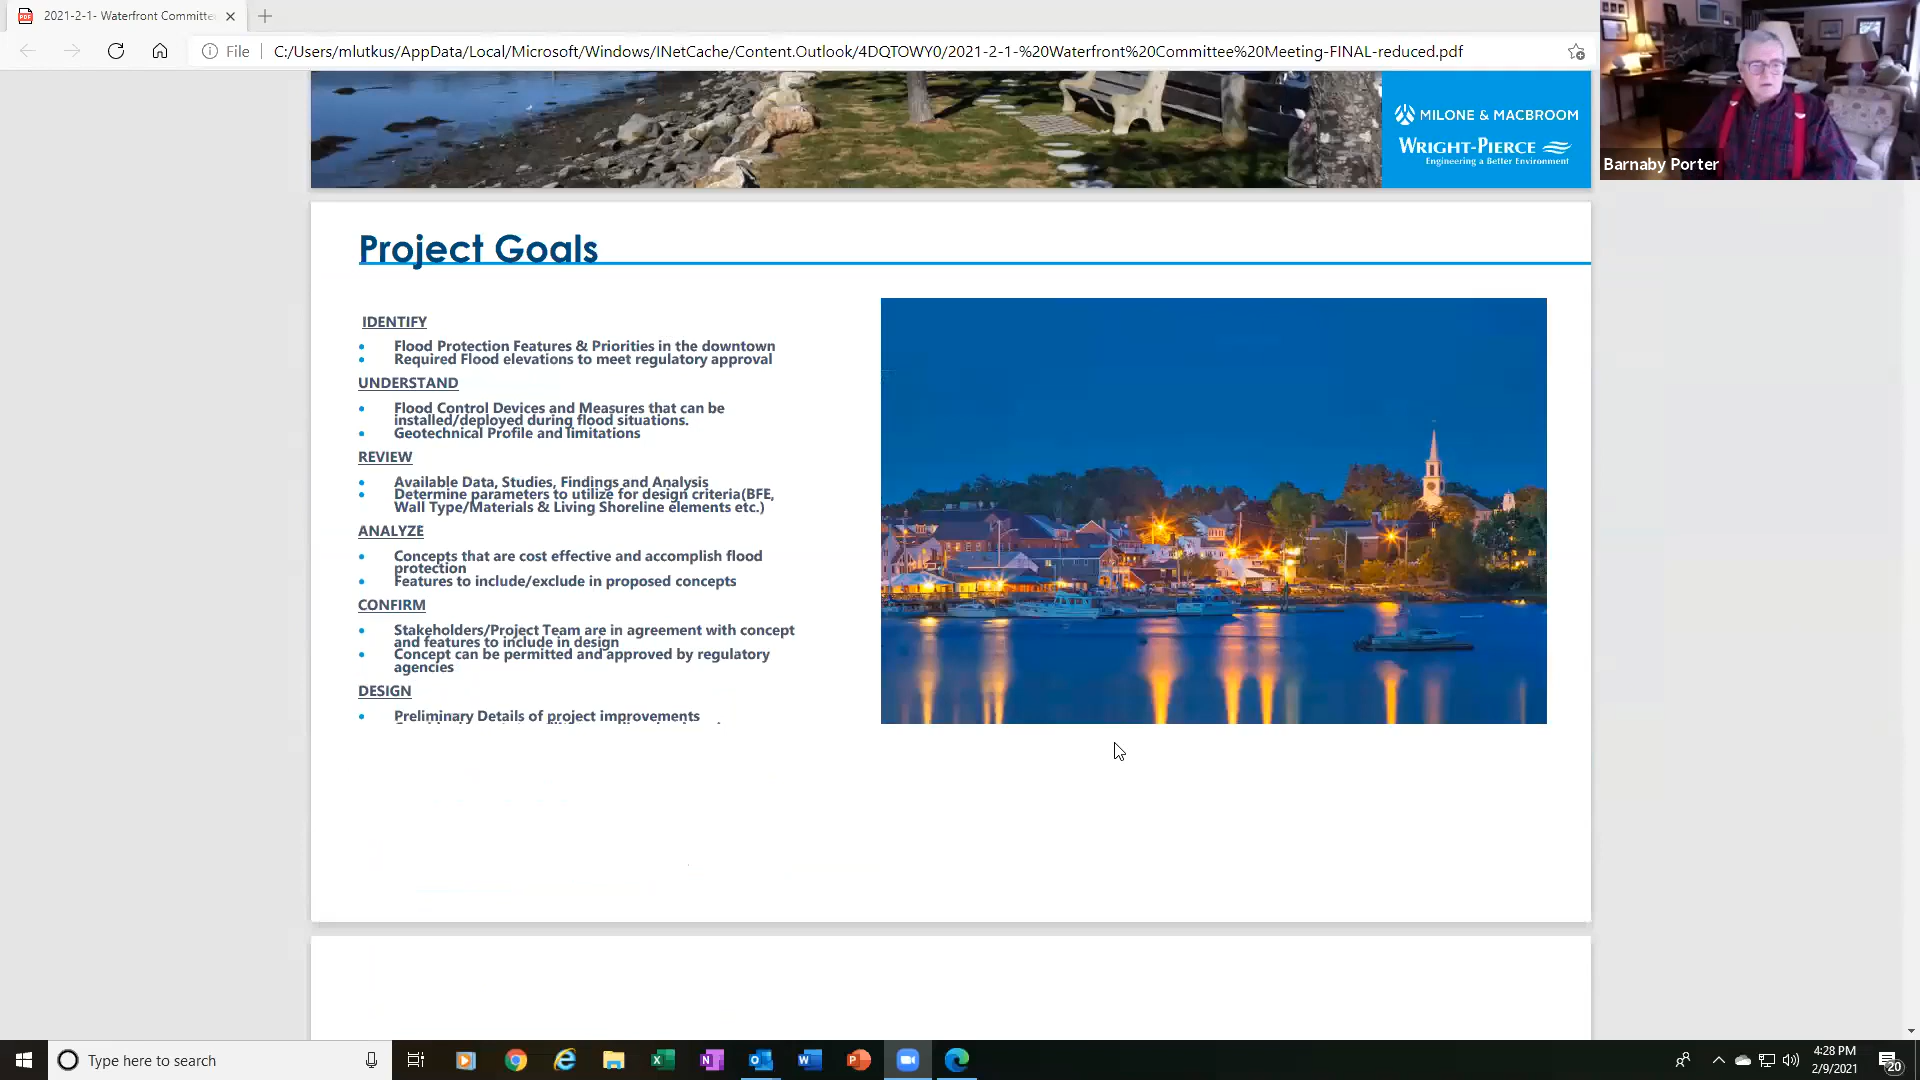 2021-2-1- Waterfront Committe
File
C:/Users/mlutkus/AppData/Local/Microsoft/Windows/INetCache/Content.Outlook/4DQTOWY0/2021-2-1-%20Waterfront%20Committee%20Meeting-FINAL-reduced.pdf
MILONE & MACBROOM
WRIGHT-PIERCE
Engineering a Better Environment
Barnaby Porter
Project Goals
IDENTIFY
• Flood Protection Features & Priorities in the downtown
• Required Flood elevations to meet regulatory approval
UNDERSTAND
• Flood Control Devices and Measures that can be
installed/deployed during flood situations.
• Geotechnical Profile and limitations
REVIEW
• Available Data, Studies, Findings and Analysis
• Determine parameters to utilize for design criteria(BFE,
Wall Type/Materials & Living Shoreline elements etc.)
ANALYZE
• Concepts that are cost effective and accomplish flood
protection
• Features to include/exclude in proposed concepts
CONFIRM
• Stakeholders/Project Team are in agreement with concept
and features to include in design
• Concept can be permitted and approved by regulatory
agencies
DESIGN
• Preliminary Details of project improvements
Type here to search
4:28 PM
2/9/2021
20